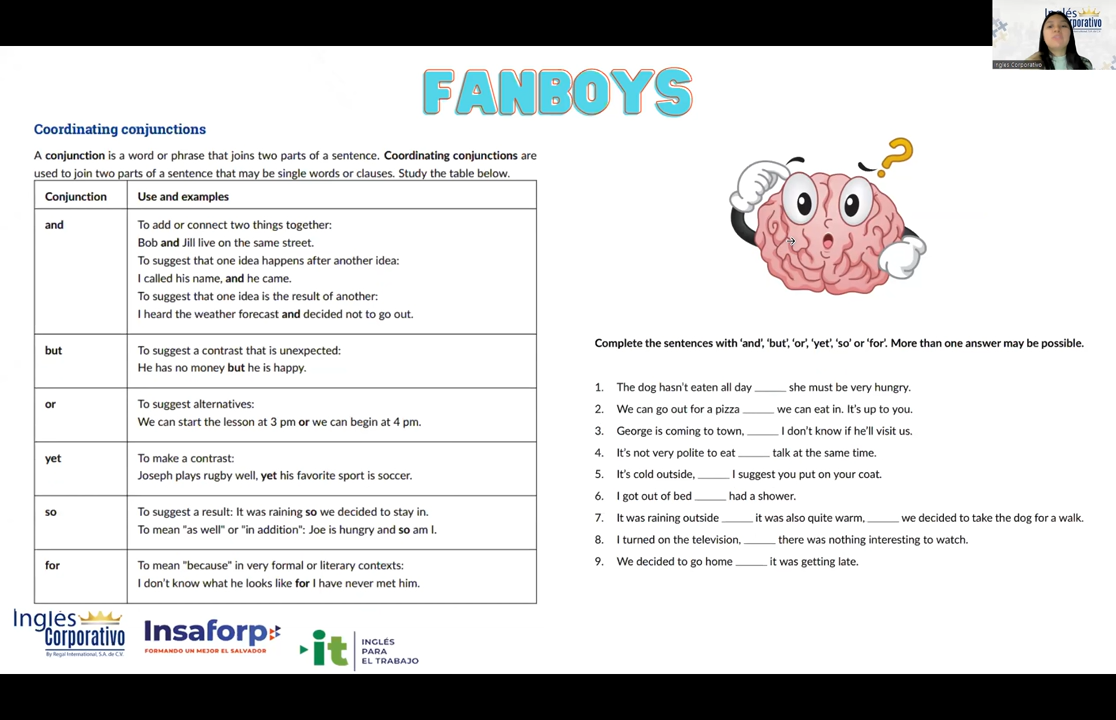 Inglés
Corporativo
Ingles Corporativo
FANBOYS
Coordinating conjunctions
A conjunction is a word or phrase that joins two parts of a sentence. Coordinating conjunctions are
used to join two parts of a sentence that may be single words or clauses. Study the table below.
Conjunction Use and examples
and To add or connect two things together:
Bob and Jill live on the same street.
To suggest that one idea happens after another idea:
I called his name, and he came.
To suggest that one idea is the result of another:
I heard the weather forecast and decided not to go out.
but To suggest a contrast that is unexpected:
He has no money but he is happy.
or To suggest alternatives:
We can start the lesson at 3 pm or we can begin at 4 pm.
yet To make a contrast:
Joseph plays rugby well, yet his favorite sport is soccer.
so To suggest a result: It was raining so we decided to stay in.
To mean "as well" or "in addition": Joe is hungry and so am I.
for To mean "because" in very formal or literary contexts:
I don't know what he looks like for I have never met him.
?
Complete the sentences with 'and', 'but', 'or', 'yet', 'so' or 'for'. More than one answer may be possible.
1. The dog hasn't eaten all day _____ she must be very hungry.
2. We can go out for a pizza _____ we can eat in. It's up to you.
3. George is coming to town, _____ I don't know if he'll visit us.
4. It's not very polite to eat _____ talk at the same time.
5. It's cold outside, _____ I suggest you put on your coat.
6. I got out of bed _____ had a shower.
7. It was raining outside _____ it was also quite warm, _____ we decided to take the dog for a walk.
8. I turned on the television, _____ there was nothing interesting to watch.
9. We decided to go home _____ it was getting late.
Inglés
Corporativo
By Regal International, S.A. de C.V.
Insaforp
FORMANDO UN MEJOR EL SALVADOR
it
INGLÉS
PARA
EL TRABAJO